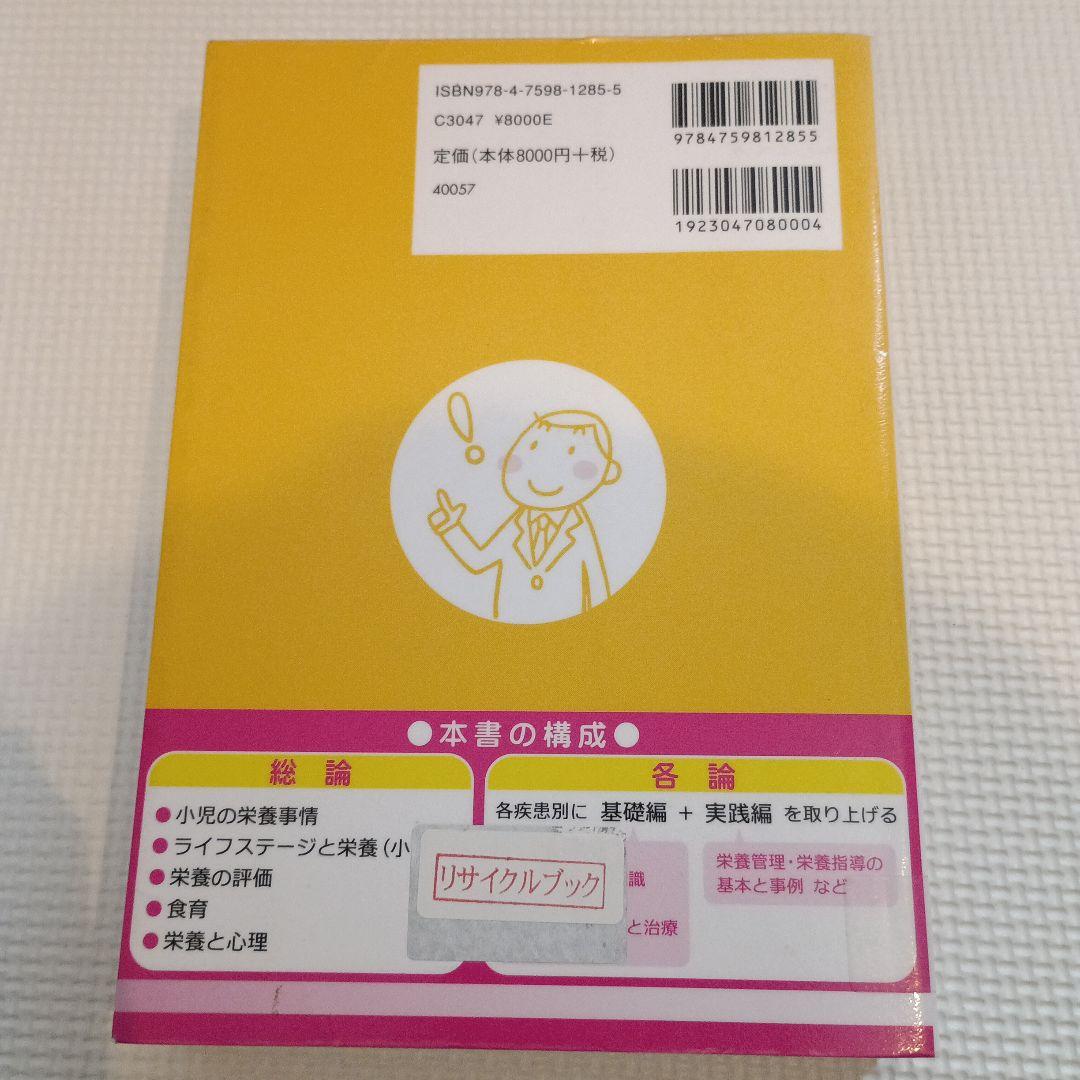 ISBN978-4-7598-1285-5
C3047 ¥8000E
定価(本体8000円+税)
40057
9784759812855
1923047080004
●本書の構成●
総論
●小児の栄養事情
●ライフステージと栄養(小
●栄養の評価
●食育
●栄養と心理
各論
各疾患別に 基礎編 + 実践編 を取り上げる
識
と治療
栄養管理・栄養指導の
基本と事例 など
リサイクルブック